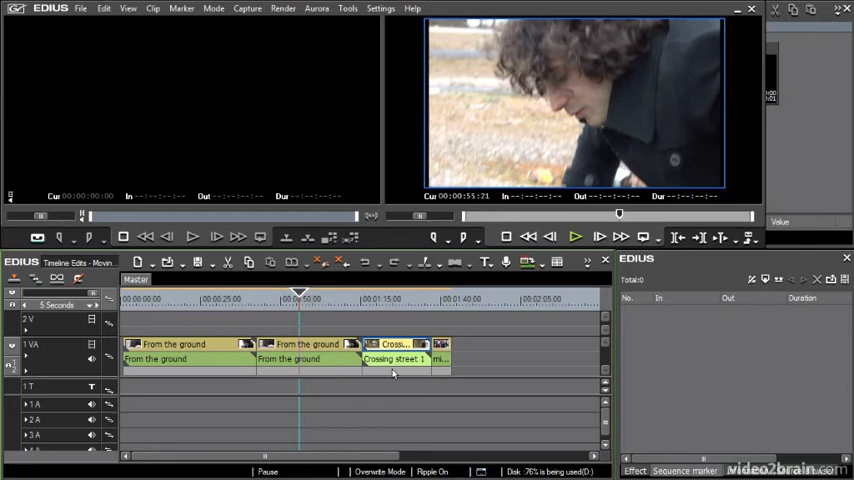 EDIUS File Edit View Clip Marker Mode Capture Render Aurora Tools Settings Help
Cur 00:00:00:00 In --:--:--:-- Out --:--:--:-- Dur --:--:--:--
Cur 00:00:55:21 In --:--:--:-- Out --:--:--:-- Dur --:--:--:--
Value
EDIUS Timeline Edits - Movin...
EDIUS
Master
Total:0
No. In Out Duration
5 Seconds
00:00:00:00 00:00:25:00 00:01:15:00 00:01:40:00 00:02:05:00
2 V
1 VA
From the ground From the ground Crossi...
From the ground From the ground Crossing street 1 mi...
1 T T
1 A
2 A
3 A
Pause Overwrite Mode Ripple On Disk :76% is being used(D:)
Effect Sequence marker
video2brain.com